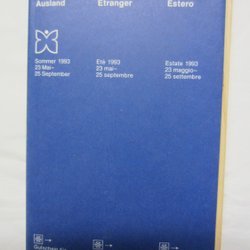 Ausland Etranger Estero
Sommer 1993 Eté 1993 Estate 1993
23 Mai– 23 mai– 23 maggio–
25 September 25 septembre 25 settembre